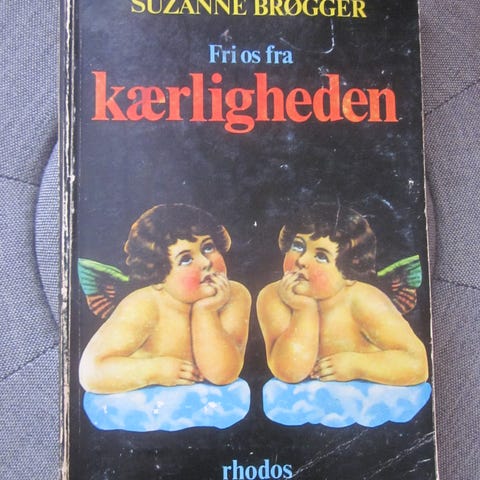 SUZANNE BRØGGER
Fri os fra
kærligheden
rhodos